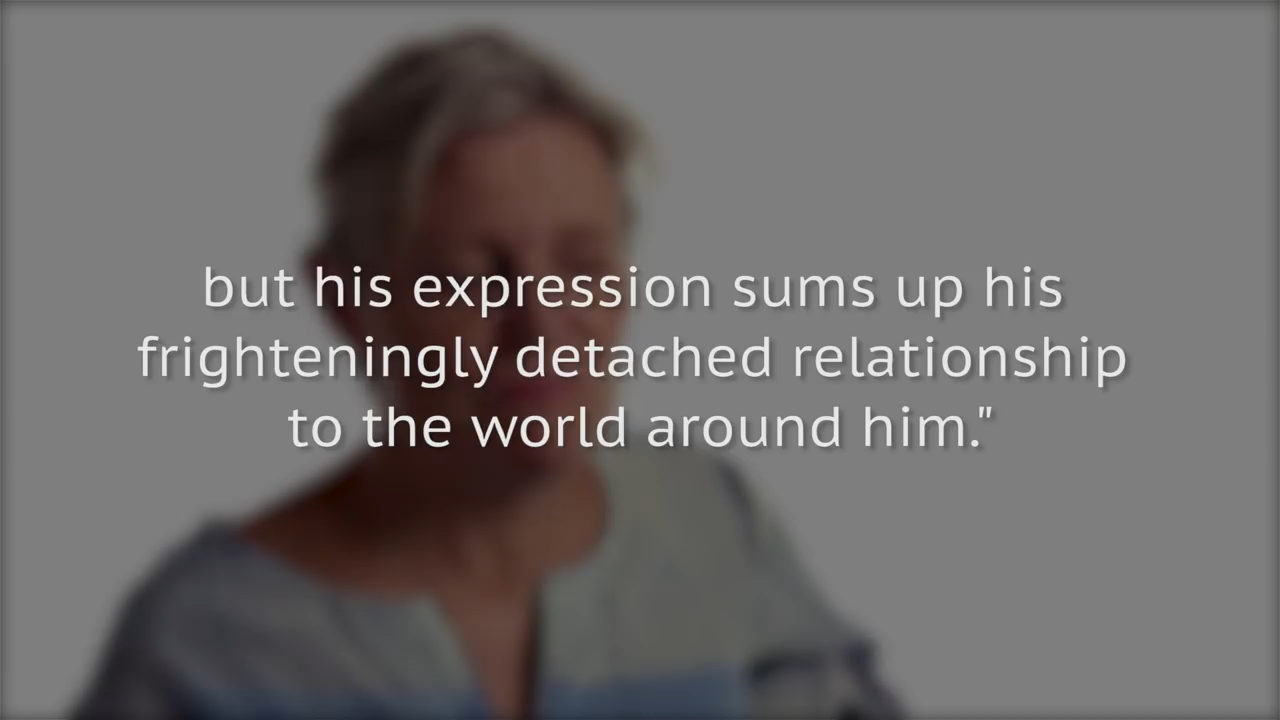 but his expression sums up his
frighteningly detached relationship
to the world around him."